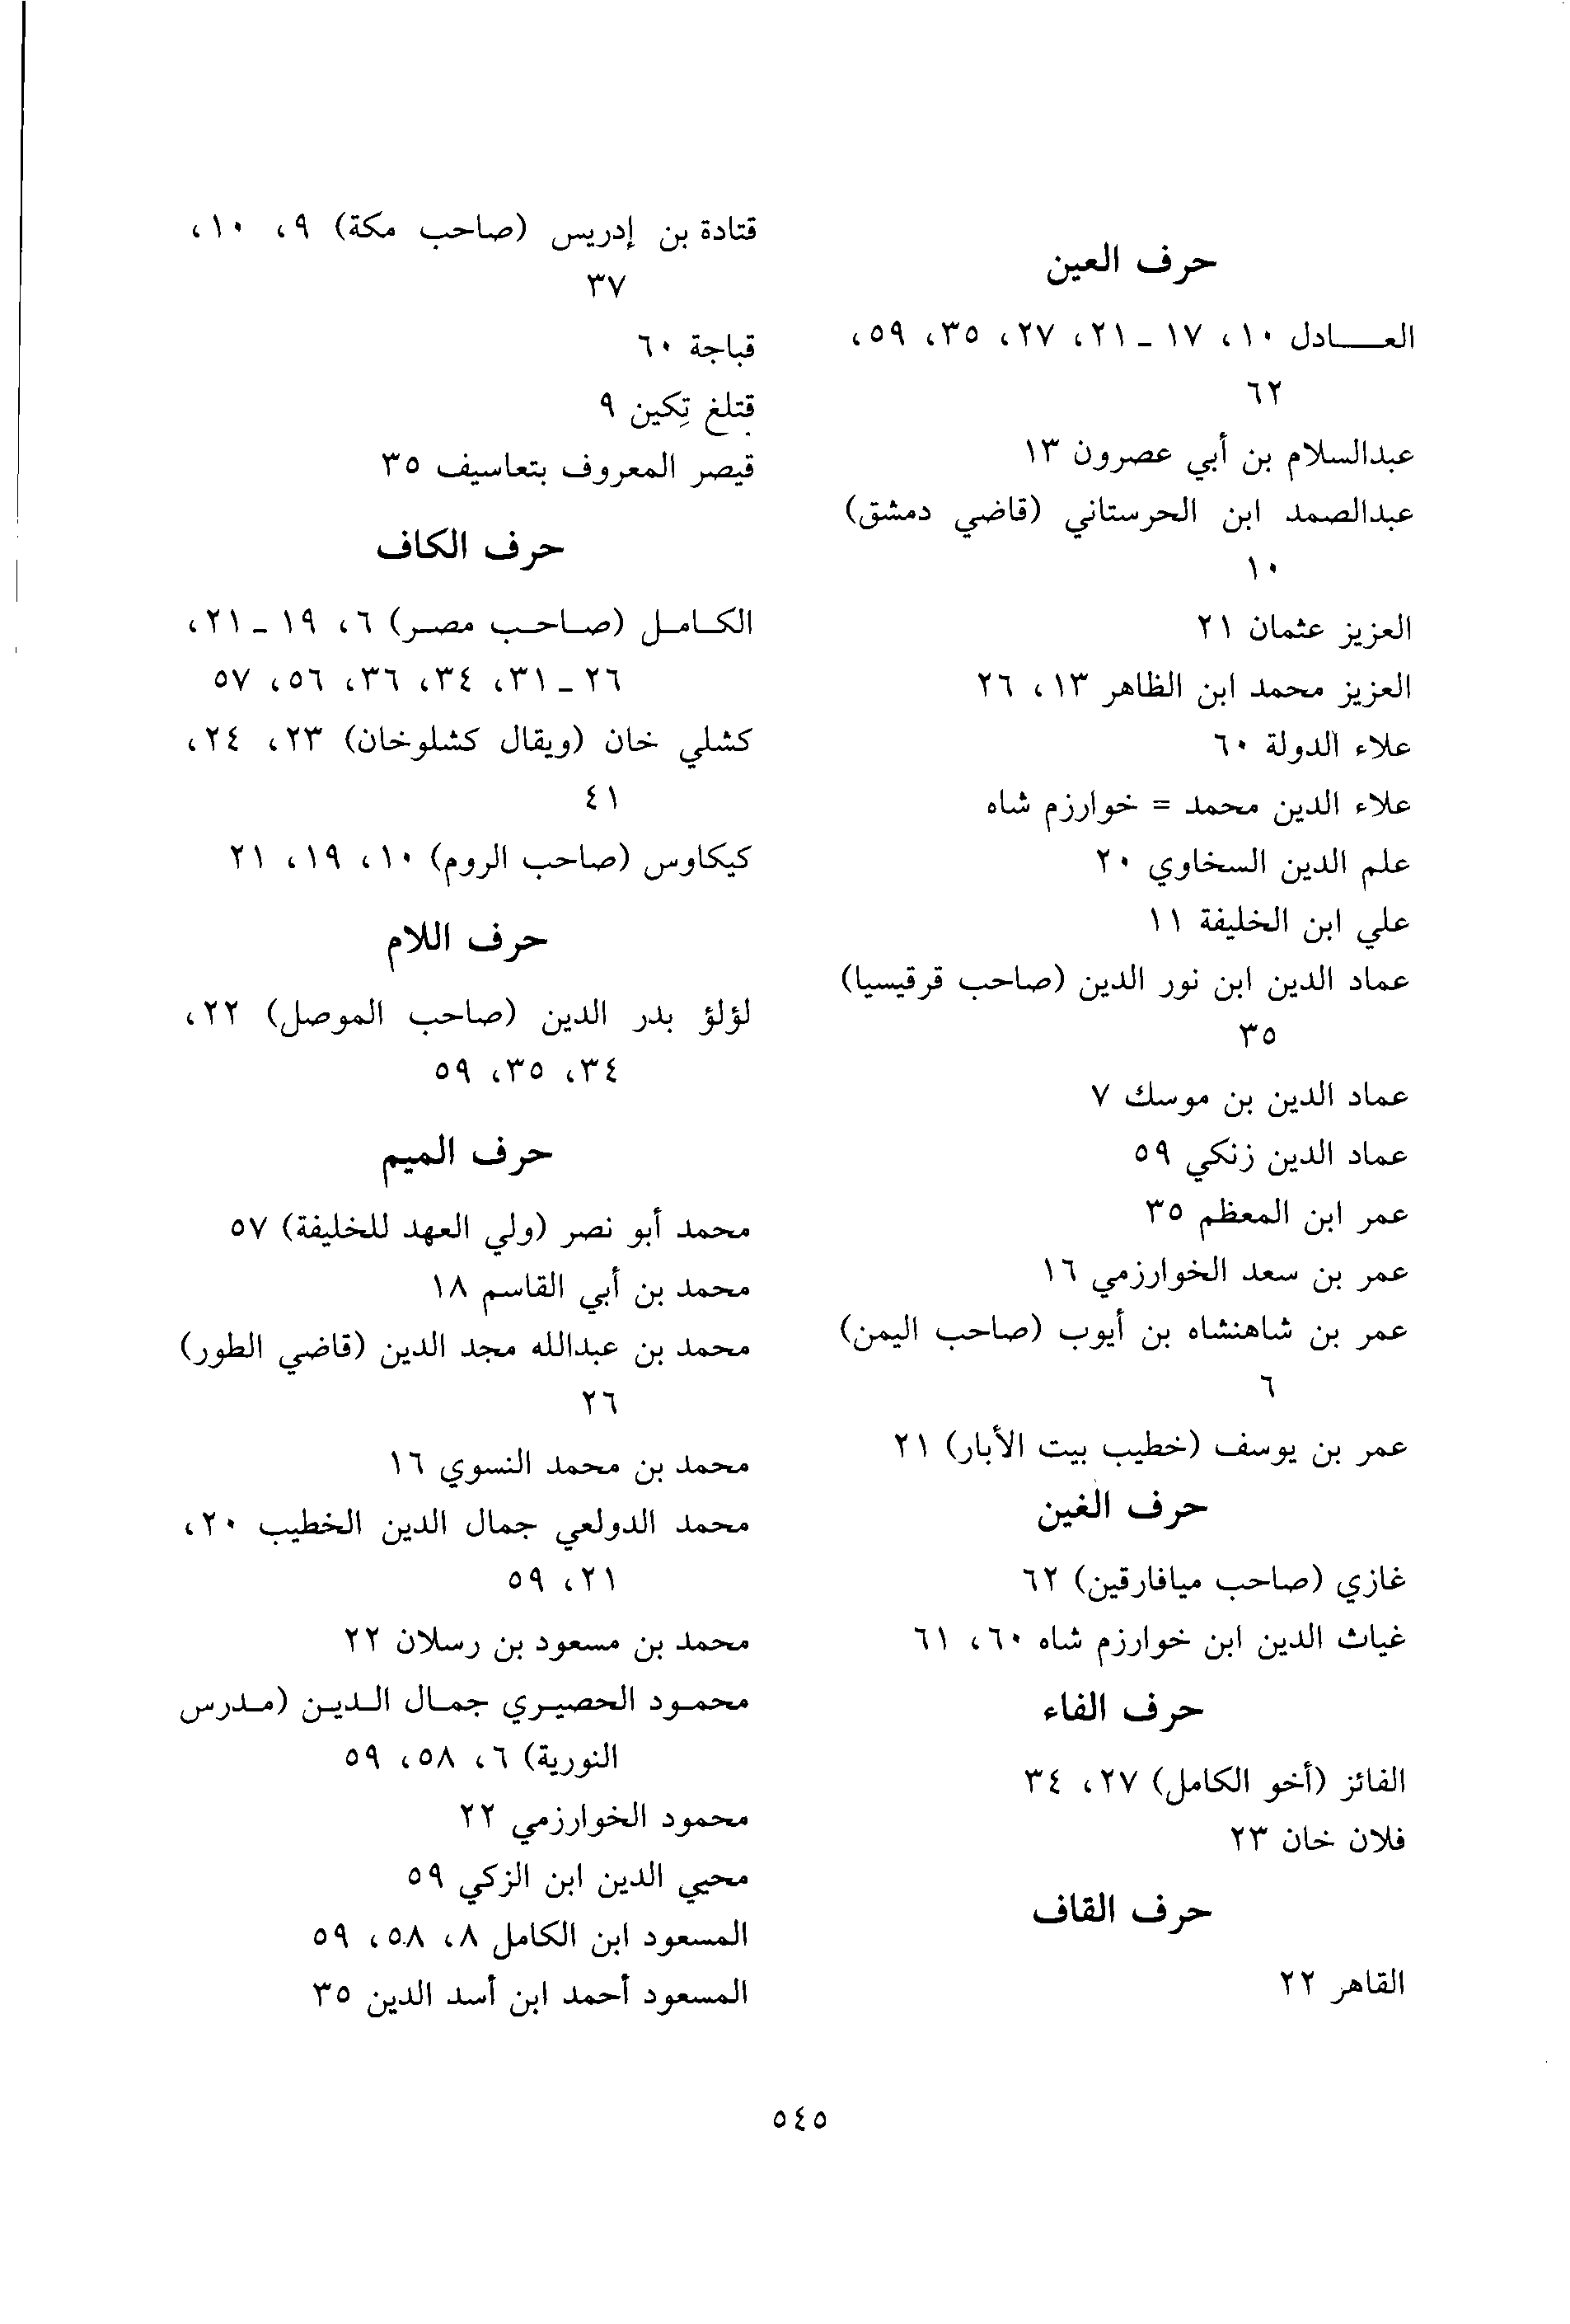 حرف العين
العـــــادل ١٠، ١٧ ـ ٢١، ٢٧، ٣٥، ٥٩،
٦٢
عبدالسلام بن أبي عصرون ١٣
عبدالصمد ابن الحرستاني (قاضي دمشق)
١٠
العزيز عثمان ٢١
العزيز محمد ابن الظاهر ١٣، ٢٦
علاء الدولة ٦٠
علاء الدين محمد = خوارزم شاه
علم الدين السخاوي ٢٠
علي ابن الخليفة ١١
عماد الدين ابن نور الدين (صاحب قرقيسيا)
٣٥
عماد الدين بن موسك ٧
عماد الدين زنكي ٥٩
عمر ابن المعظم ٣٥
عمر بن سعد الخوارزمي ١٦
عمر بن شاهنشاه بن أيوب (صاحب اليمن)
٦
عمر بن يوسف (خطيب بيت الأبار) ٢١
حرف الغين
غازي (صاحب ميافارقين) ٦٢
غياث الدين ابن خوارزم شاه ٦٠، ٦١
حرف الفاء
الفائز (أخو الكامل) ٢٧، ٣٤
فلان خان ٢٣
حرف القاف
القاهر ٢٢
قتادة بن إدريس (صاحب مكة) ٩، ١٠،
٣٧
قباجة ٦٠
قتلغ تِكين ٩
قيصر المعروف بتعاسيف ٣٥
حرف الكاف
الكـامـل (صـاحـب مصـر) ٦، ١٩ ـ ٢١،
٢٦ ـ ٣١، ٣٤، ٣٦، ٥٦، ٥٧
كشلي خان (ويقال كشلوخان) ٢٣، ٢٤،
٤١
كيكاوس (صاحب الروم) ١٠، ١٩، ٢١
حرف اللام
لؤلؤ بدر الدين (صاحب الموصل) ٢٢،
٣٤، ٣٥، ٥٩
حرف الميم
محمد أبو نصر (ولي العهد للخليفة) ٥٧
محمد بن أبي القاسم ١٨
محمد بن عبدالله مجد الدين (قاضي الطور)
٢٦
محمد بن محمد النسوي ١٦
محمد الدولعي جمال الدين الخطيب ٢٠،
٢١، ٥٩
محمد بن مسعود بن رسلان ٢٢
محمـود الحصيـري جمـال الـديـن (مـدرس
النورية) ٦، ٥٨، ٥٩
محمود الخوارزمي ٢٢
محيي الدين ابن الزكي ٥٩
المسعود ابن الكامل ٨، ٥٨، ٥٩
المسعود أحمد ابن أسد الدين ٣٥
٥٤٥